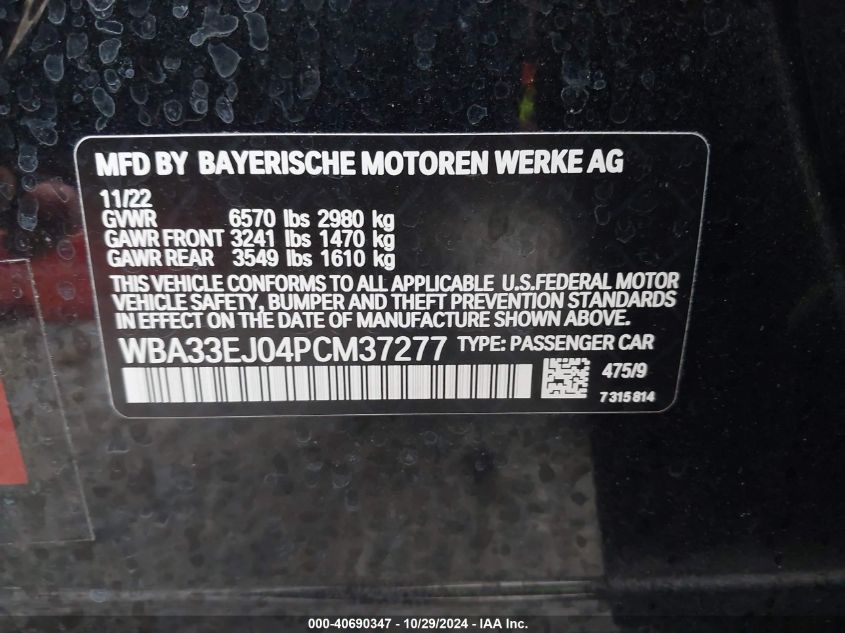 MFD BY BAYERISCHE MOTOREN WERKE AG
11/22
GVWR 6570 lbs 2980 kg
GAWR FRONT 3241 lbs 1470 kg
GAWR REAR 3549 lbs 1610 kg
THIS VEHICLE CONFORMS TO ALL APPLICABLE U.S.FEDERAL MOTOR
VEHICLE SAFETY, BUMPER AND THEFT PREVENTION STANDARDS
IN EFFECT ON THE DATE OF MANUFACTURE SHOWN ABOVE.
WBA33EJ04PCM37277 TYPE: PASSENGER CAR
475/9
7 315 814
000-40690347 - 10/29/2024 - IAA Inc.